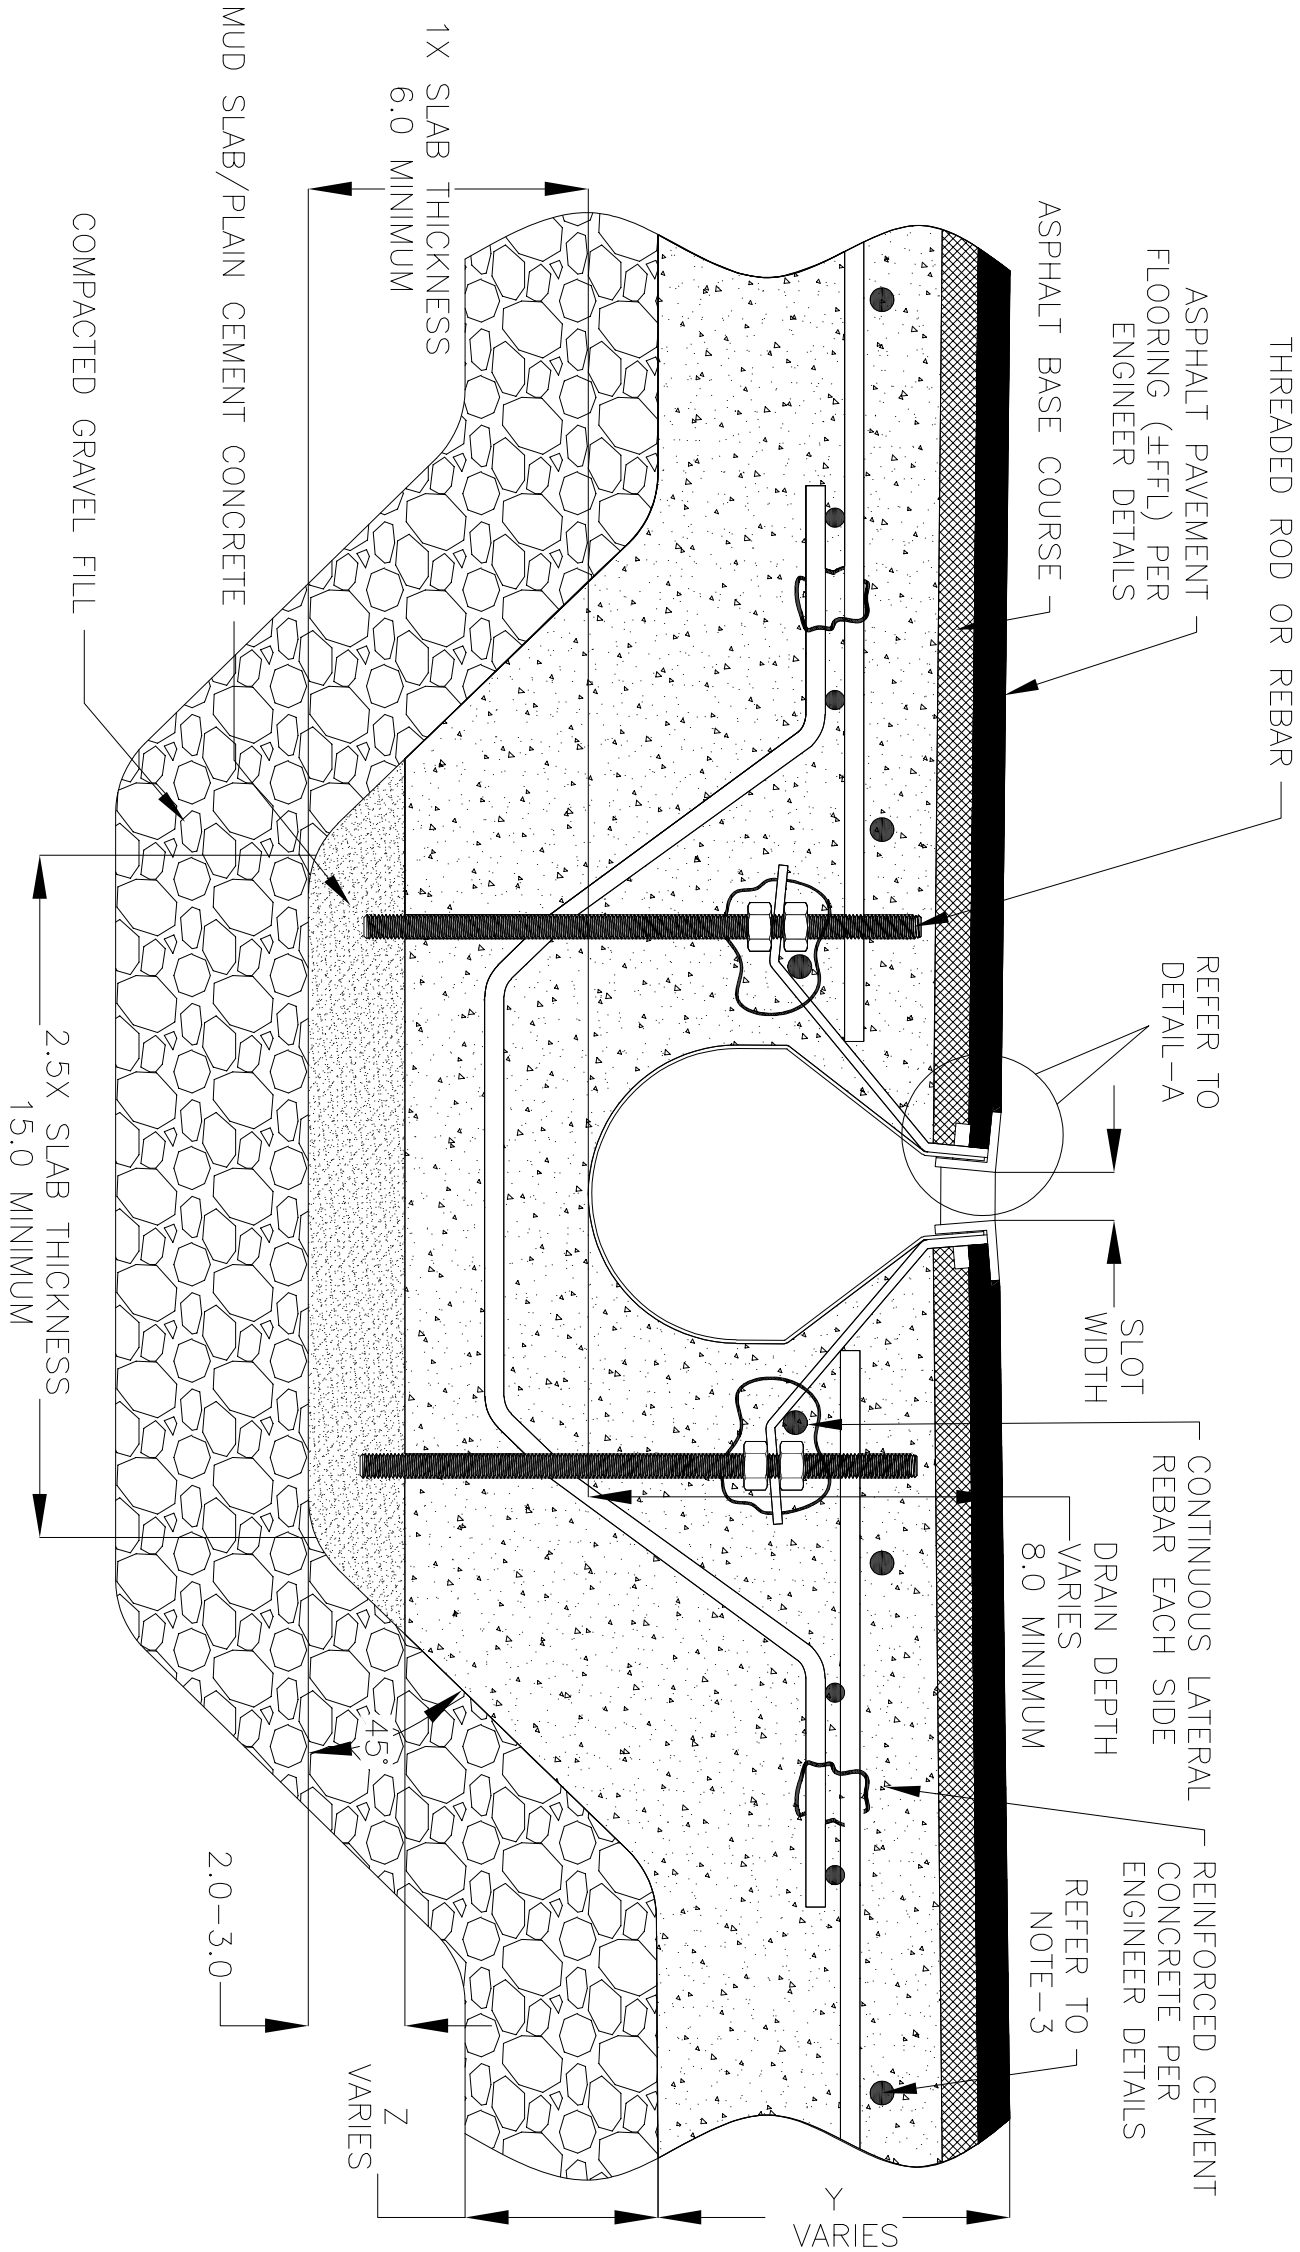 THREADED ROD OR REBAR
ASPHALT PAVEMENT
FLOORING (±FFL) PER
ENGINEER DETAILS
ASPHALT BASE COURSE
REFER TO
DETAIL-A
SLOT
WIDTH
CONTINUOUS LATERAL
REBAR EACH SIDE
DRAIN DEPTH
VARIES
8.0 MINIMUM
REINFORCED CEMENT
CONCRETE PER
ENGINEER DETAILS
REFER TO
NOTE-3
Y
VARIES
Z
VARIES
2.0-3.0
45°
1X SLAB THICKNESS
6.0 MINIMUM
MUD SLAB/PLAIN CEMENT CONCRETE
COMPACTED GRAVEL FILL
2.5X SLAB THICKNESS
15.0 MINIMUM